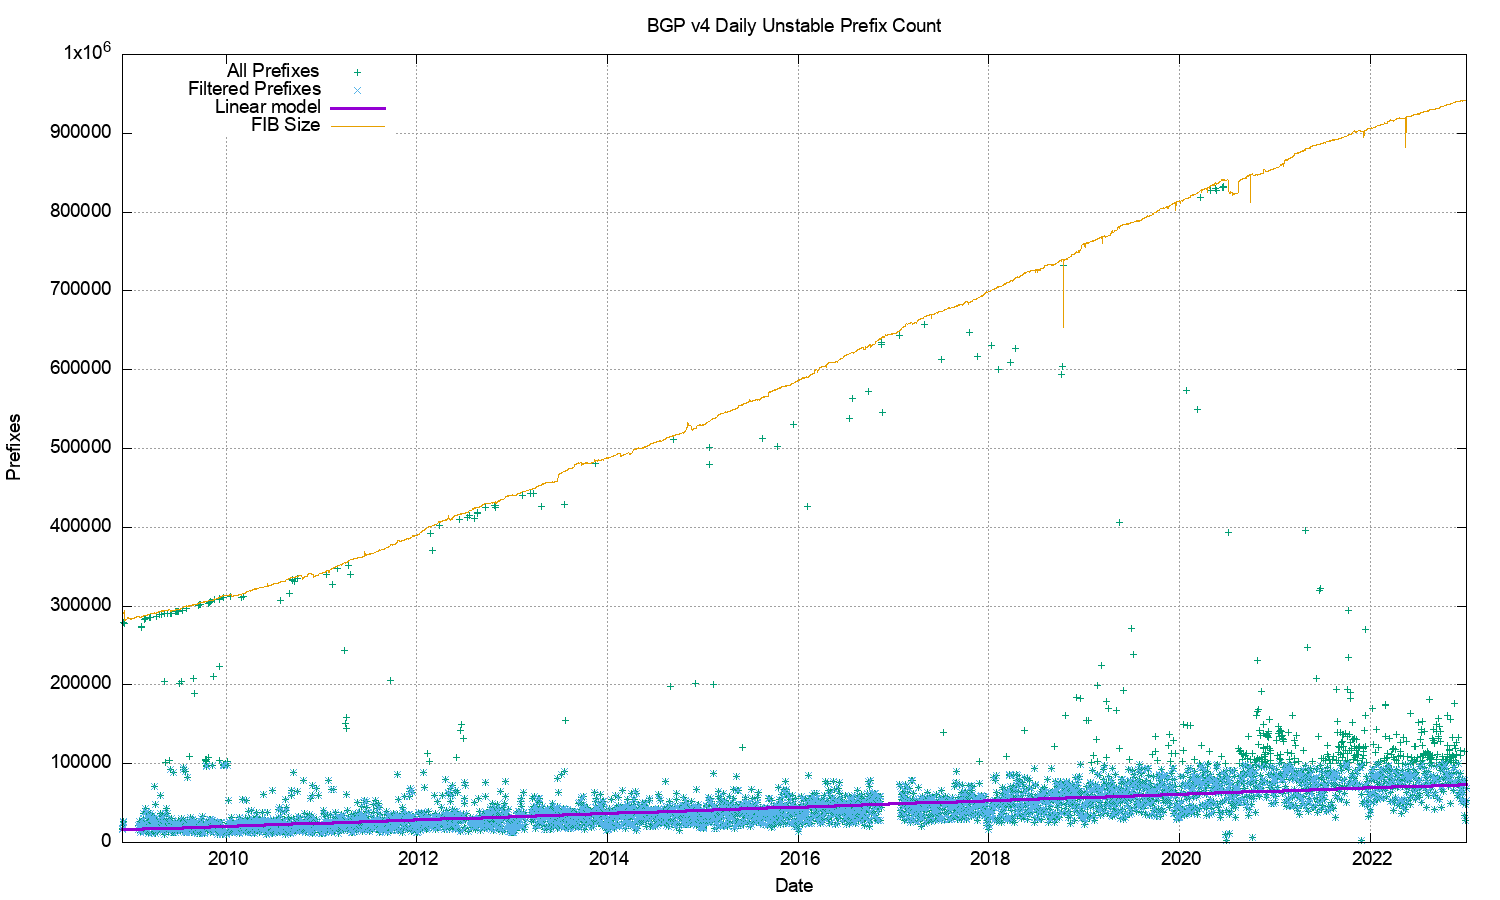 BGP v4 Daily Unstable Prefix Count
1x10^6
900000
800000
700000
600000
500000
400000
300000
200000
100000
0
All Prefixes
Filtered Prefixes
Linear model
FIB Size
Prefixes
2010 2012 2014 2016 2018 2020 2022
Date